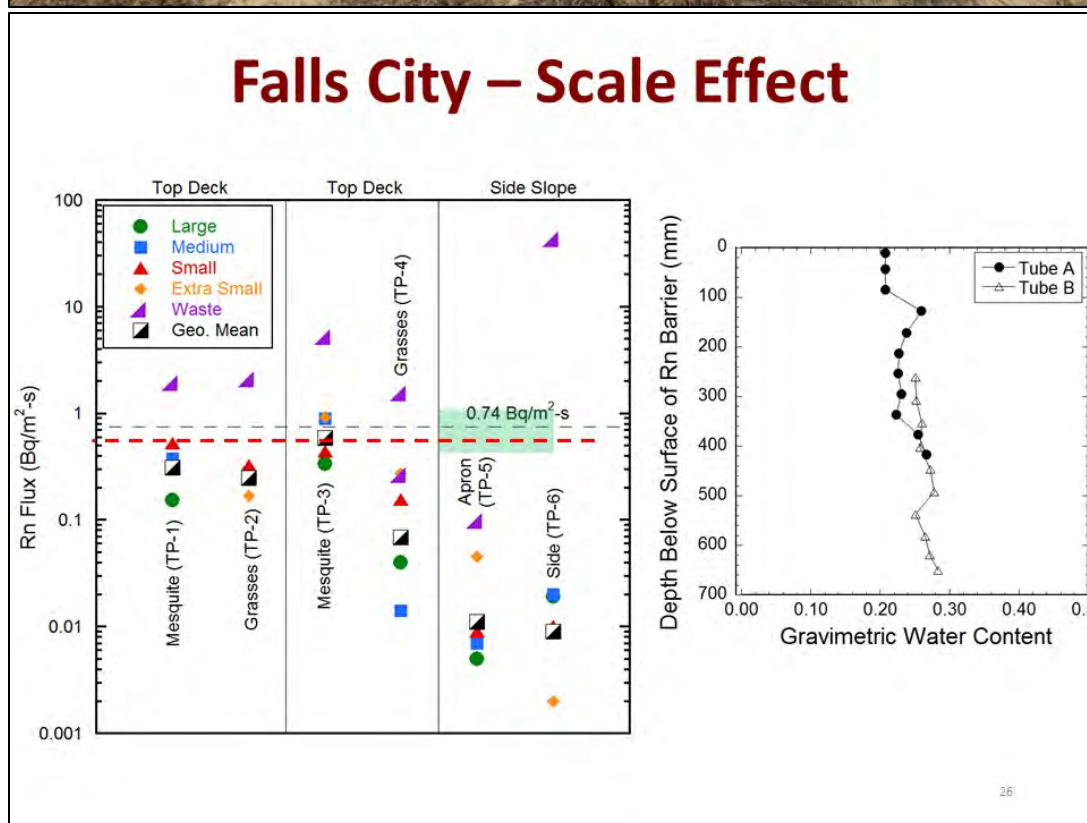 Falls City – Scale Effect
Top Deck
Top Deck
Side Slope
100
10
1
0.1
0.01
0.001
Rn Flux (Bq/m²-s)
Large
Medium
Small
Extra Small
Waste
Geo. Mean
Mesquite (TP-1)
Grasses (TP-2)
Mesquite (TP-3)
Grasses (TP-4)
0.74 Bq/m²-s
Apron
(TP-5)
Side (TP-6)
Depth Below Surface of Rn Barrier (mm)
0
100
200
300
400
500
600
700
Tube A
Tube B
0.00 0.10 0.20 0.30 0.40
Gravimetric Water Content
26